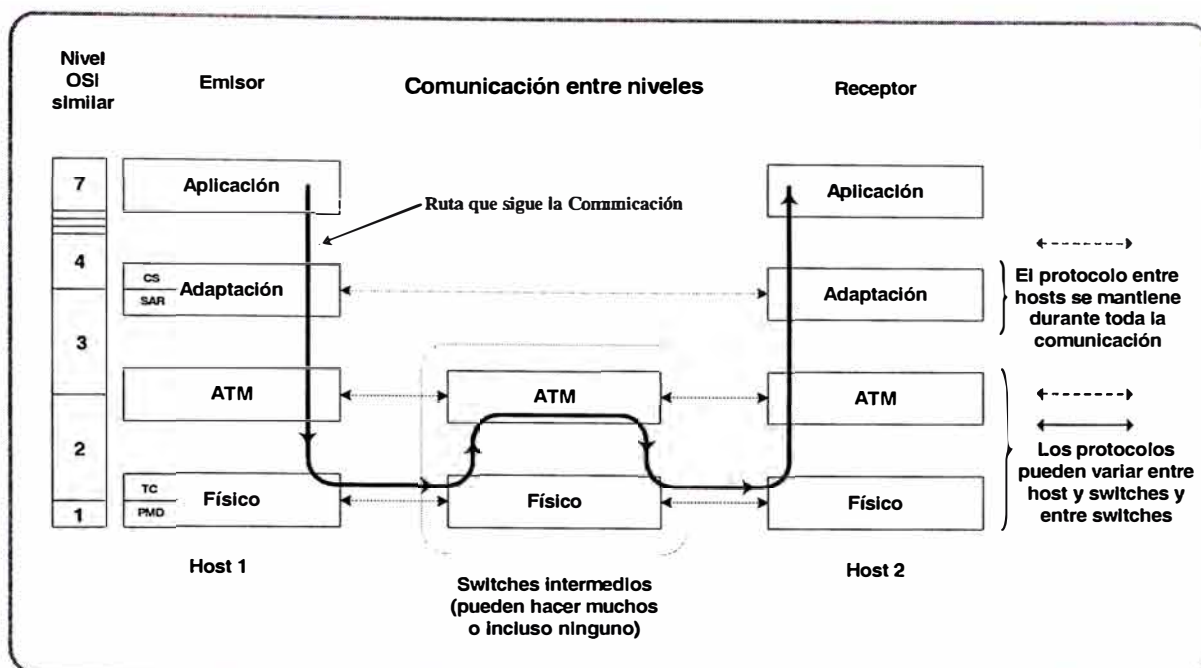 Nivel
OSI
similar
Emisor
Comunicación entre niveles
Receptor
7
Aplicación
Aplicación
Ruta que sigue la Comunicación
4
CS
SAR
Adaptación
Adaptación
El protocolo entre
hosts se mantiene
durante toda la
comunicación
3
ATM
ATM
ATM
2
Los protocolos
pueden variar entre
host y switches y
entre switches
TC
PMD
Físico
Físico
Físico
1
Host 1
Switches intermedios
(pueden hacer muchos
o incluso ninguno)
Host 2